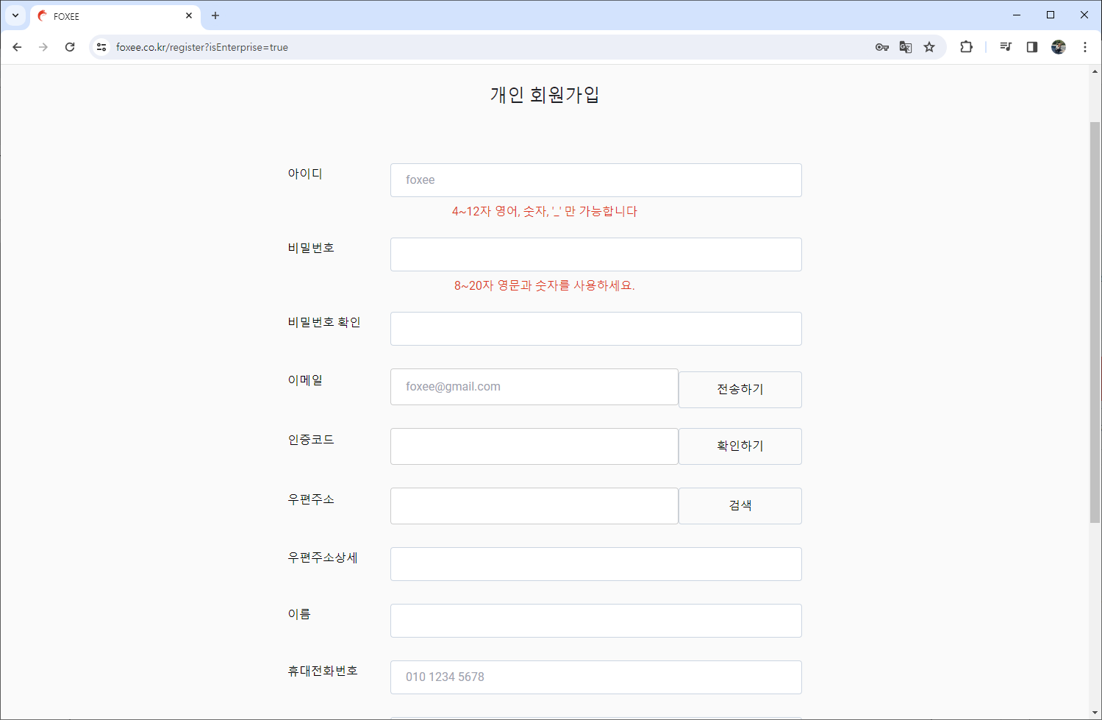 FOXEE
foxee.co.kr/register?isEnterprise=true
개인 회원가입
아이디
foxee
4~12자 영어, 숫자, '_' 만 가능합니다
비밀번호
8~20자 영문과 숫자를 사용하세요.
비밀번호 확인
이메일
foxee@gmail.com
전송하기
인증코드
확인하기
우편주소
검색
우편주소상세
이름
휴대전화번호
010 1234 5678